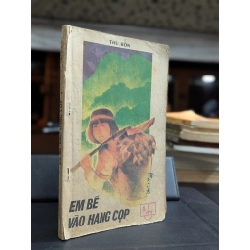 THU BỒN
EM BÉ
VÀO HANG CỌP